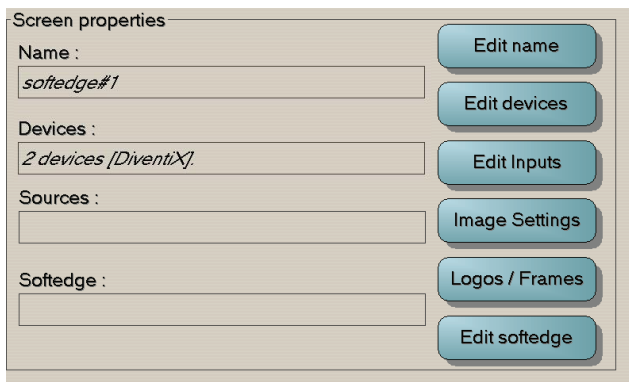 Screen properties
Name :
softedge#1
Devices :
2 devices [DiventiX].
Sources :
Softedge :
Edit name
Edit devices
Edit Inputs
Image Settings
Logos / Frames
Edit softedge